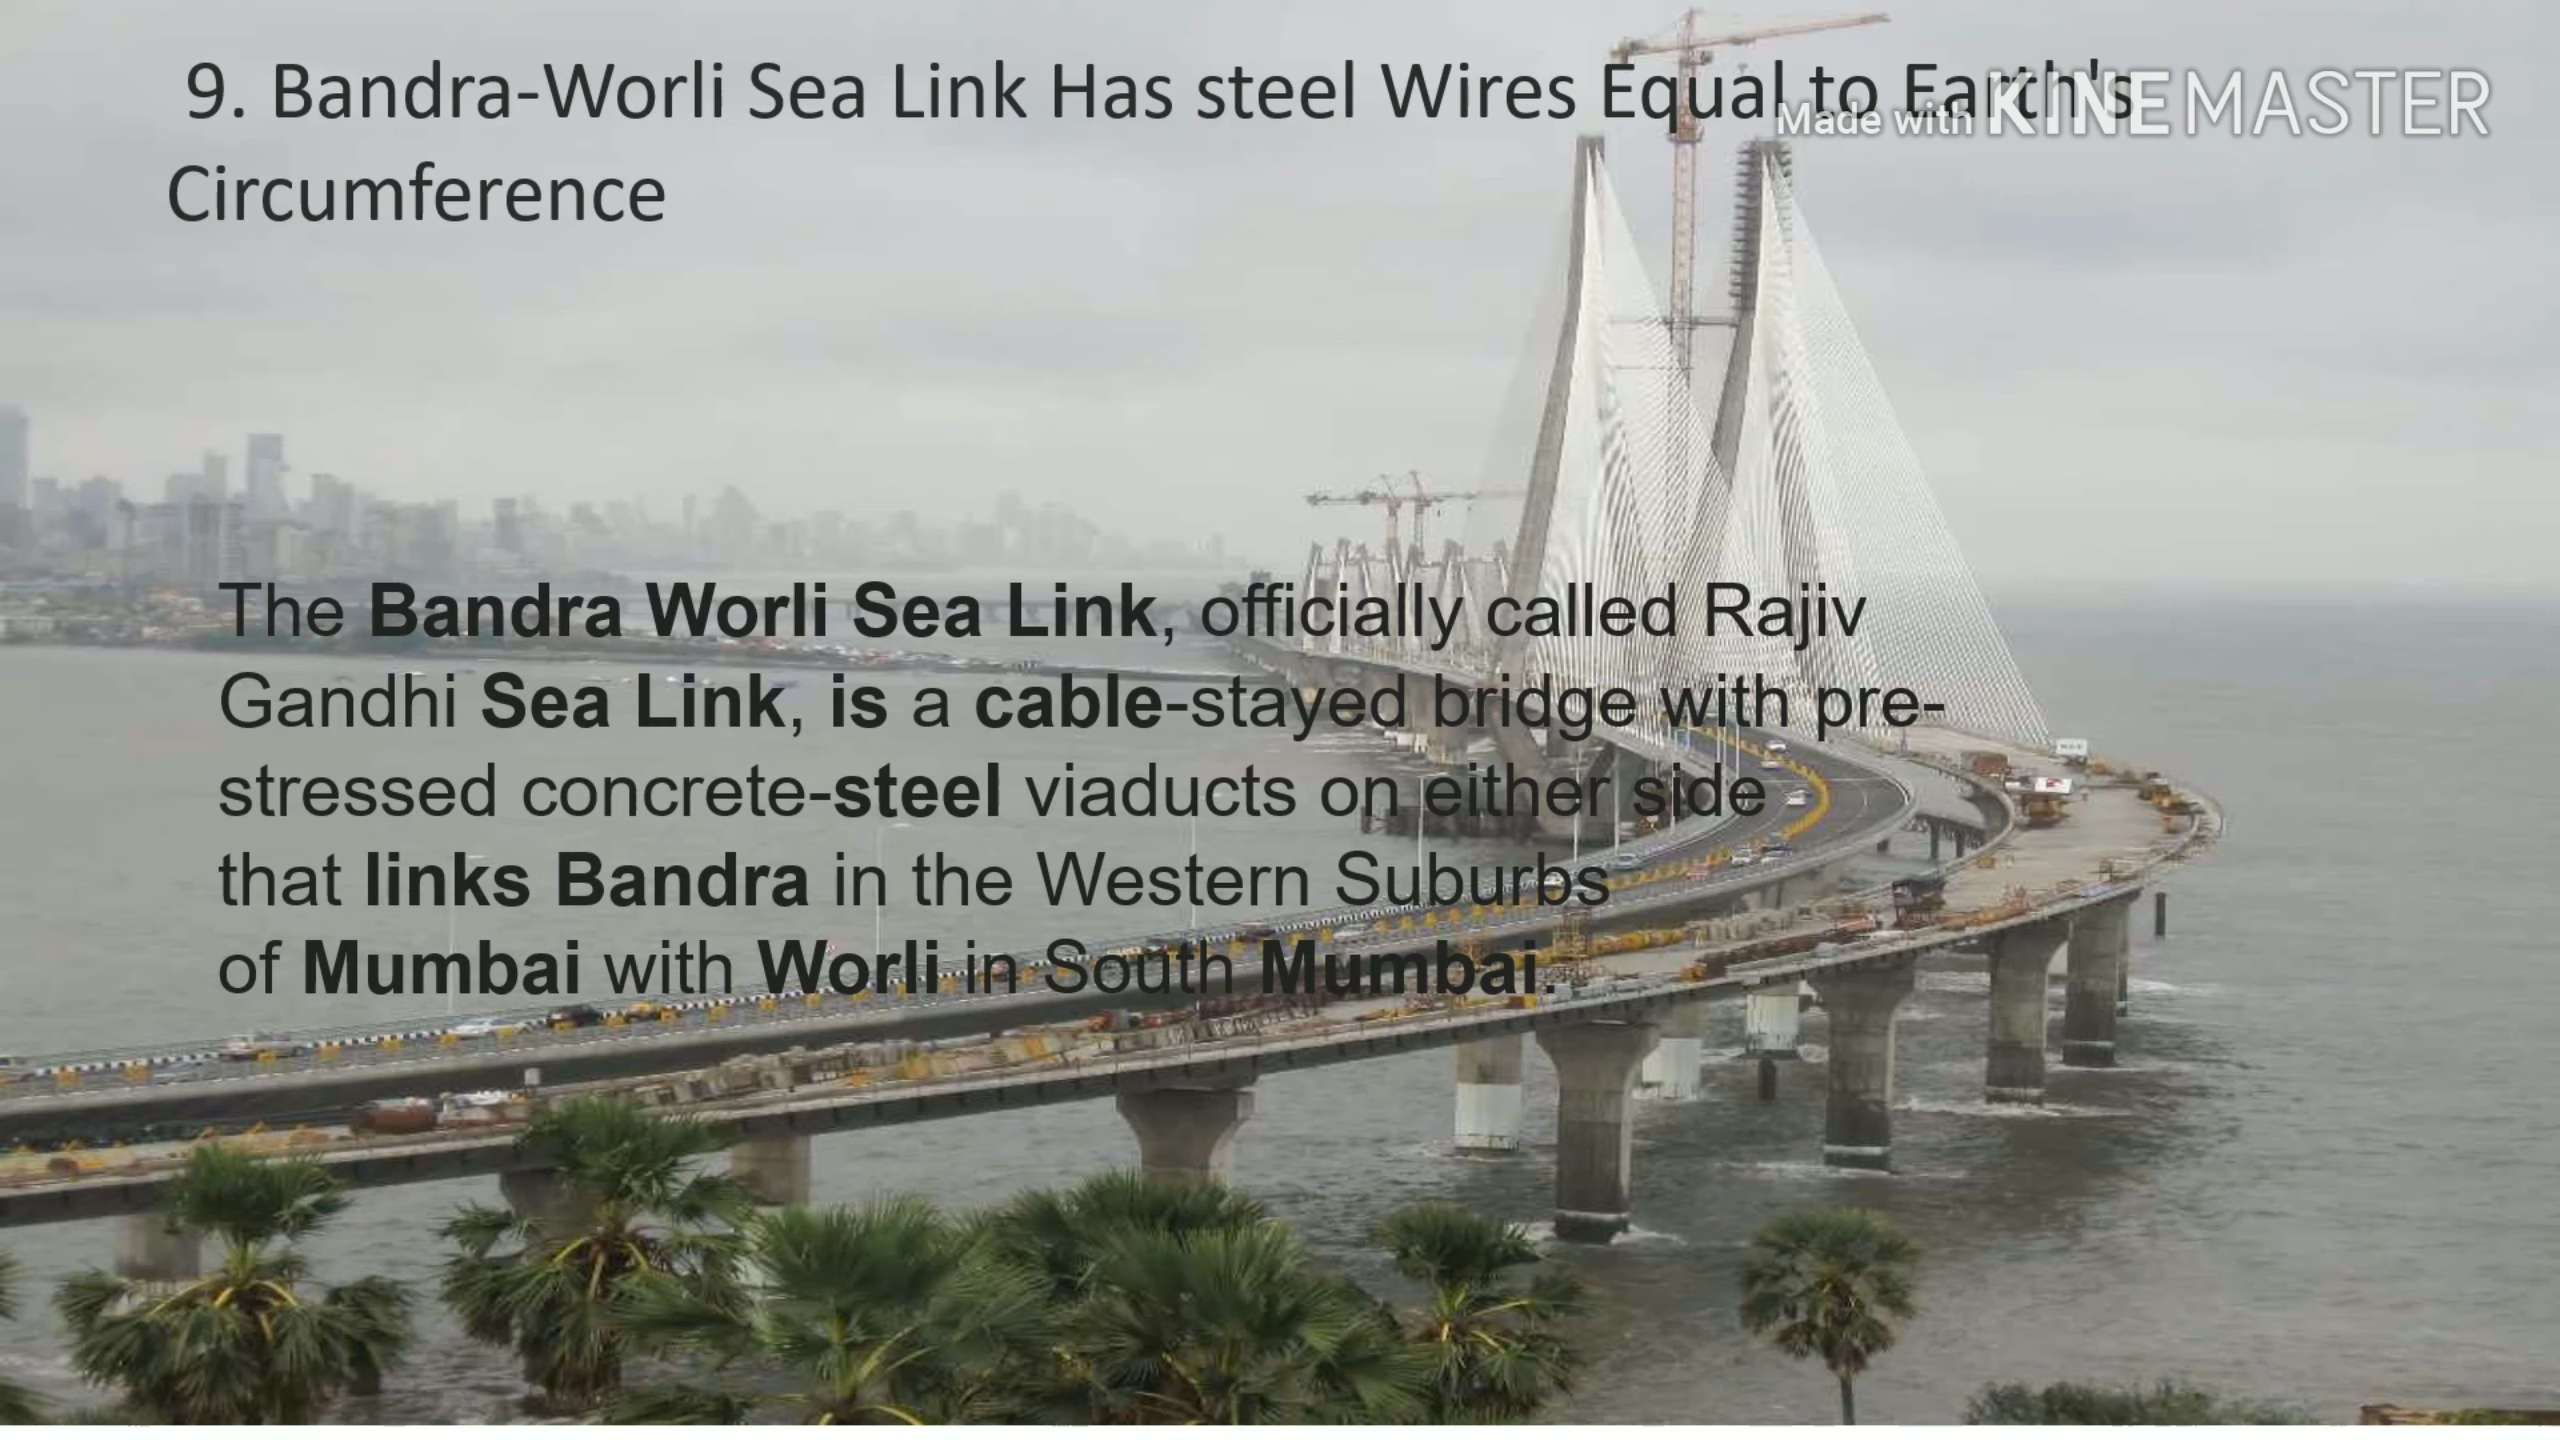 9. Bandra-Worli Sea Link Has steel Wires Equal to Earth's
Circumference
Made with KINEMASTER
The Bandra Worli Sea Link, officially called Rajiv
Gandhi Sea Link, is a cable-stayed bridge with pre-
stressed concrete-steel viaducts on either side
that links Bandra in the Western Suburbs
of Mumbai with Worli in South Mumbai.